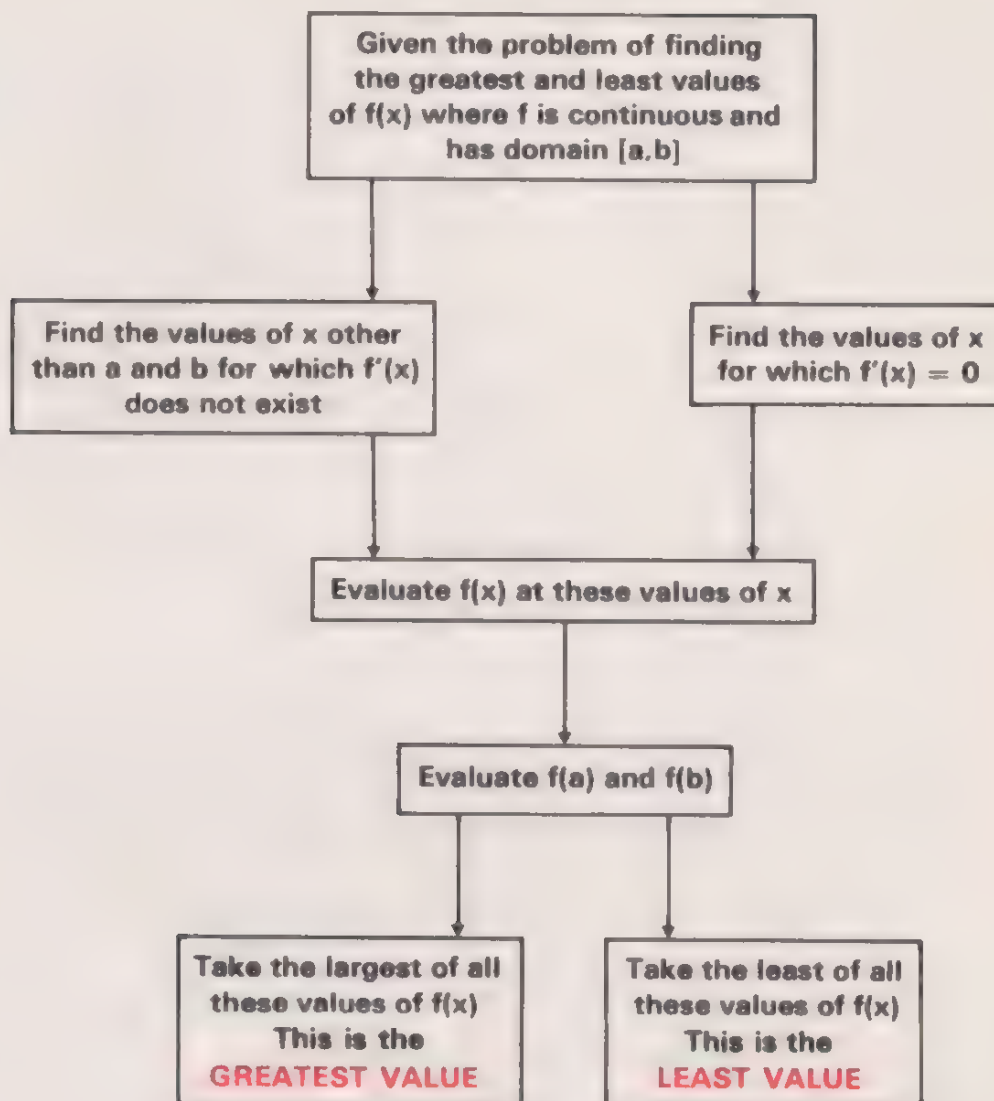 Given the problem of finding
the greatest and least values
of f(x) where f is continuous and
has domain [a,b]
Find the values of x other
than a and b for which f'(x)
does not exist
Find the values of x
for which f'(x) = 0
Evaluate f(x) at these values of x
Evaluate f(a) and f(b)
Take the largest of all
these values of f(x)
This is the
GREATEST VALUE
Take the least of all
these values of f(x)
This is the
LEAST VALUE